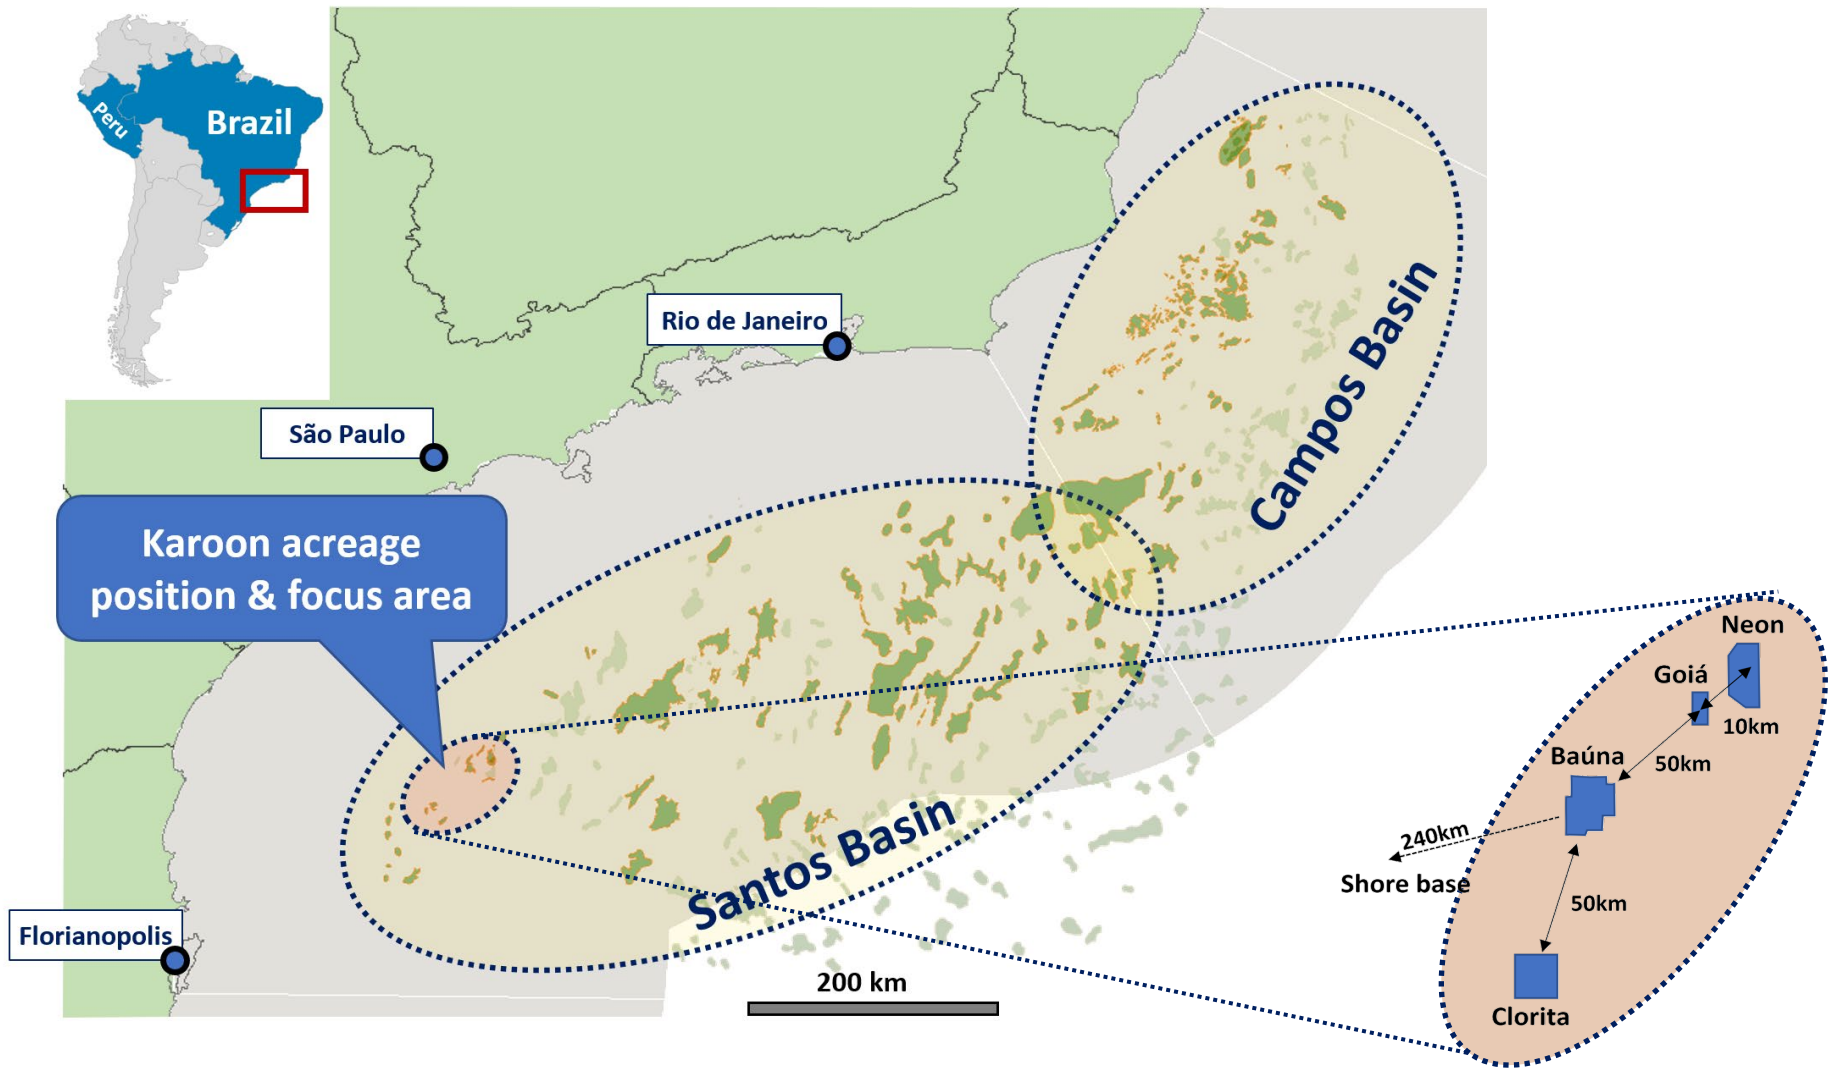 Peru
Brazil
Rio de Janeiro
São Paulo
Campos Basin
Karoon acreage
position & focus area
Santos Basin
Florianopolis
200 km
Neon
Goiá
10km
Baúna
50km
240km
Shore base
50km
Clorita